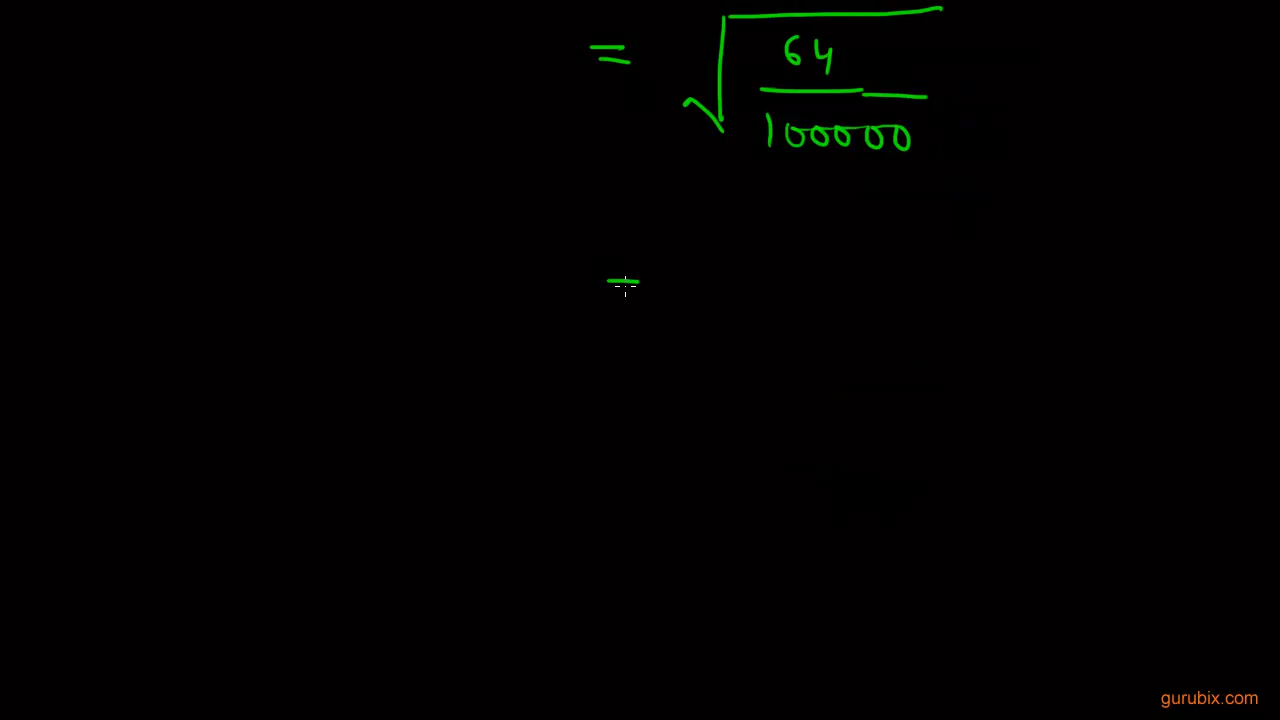 = √64/100000
=
gurubix.com